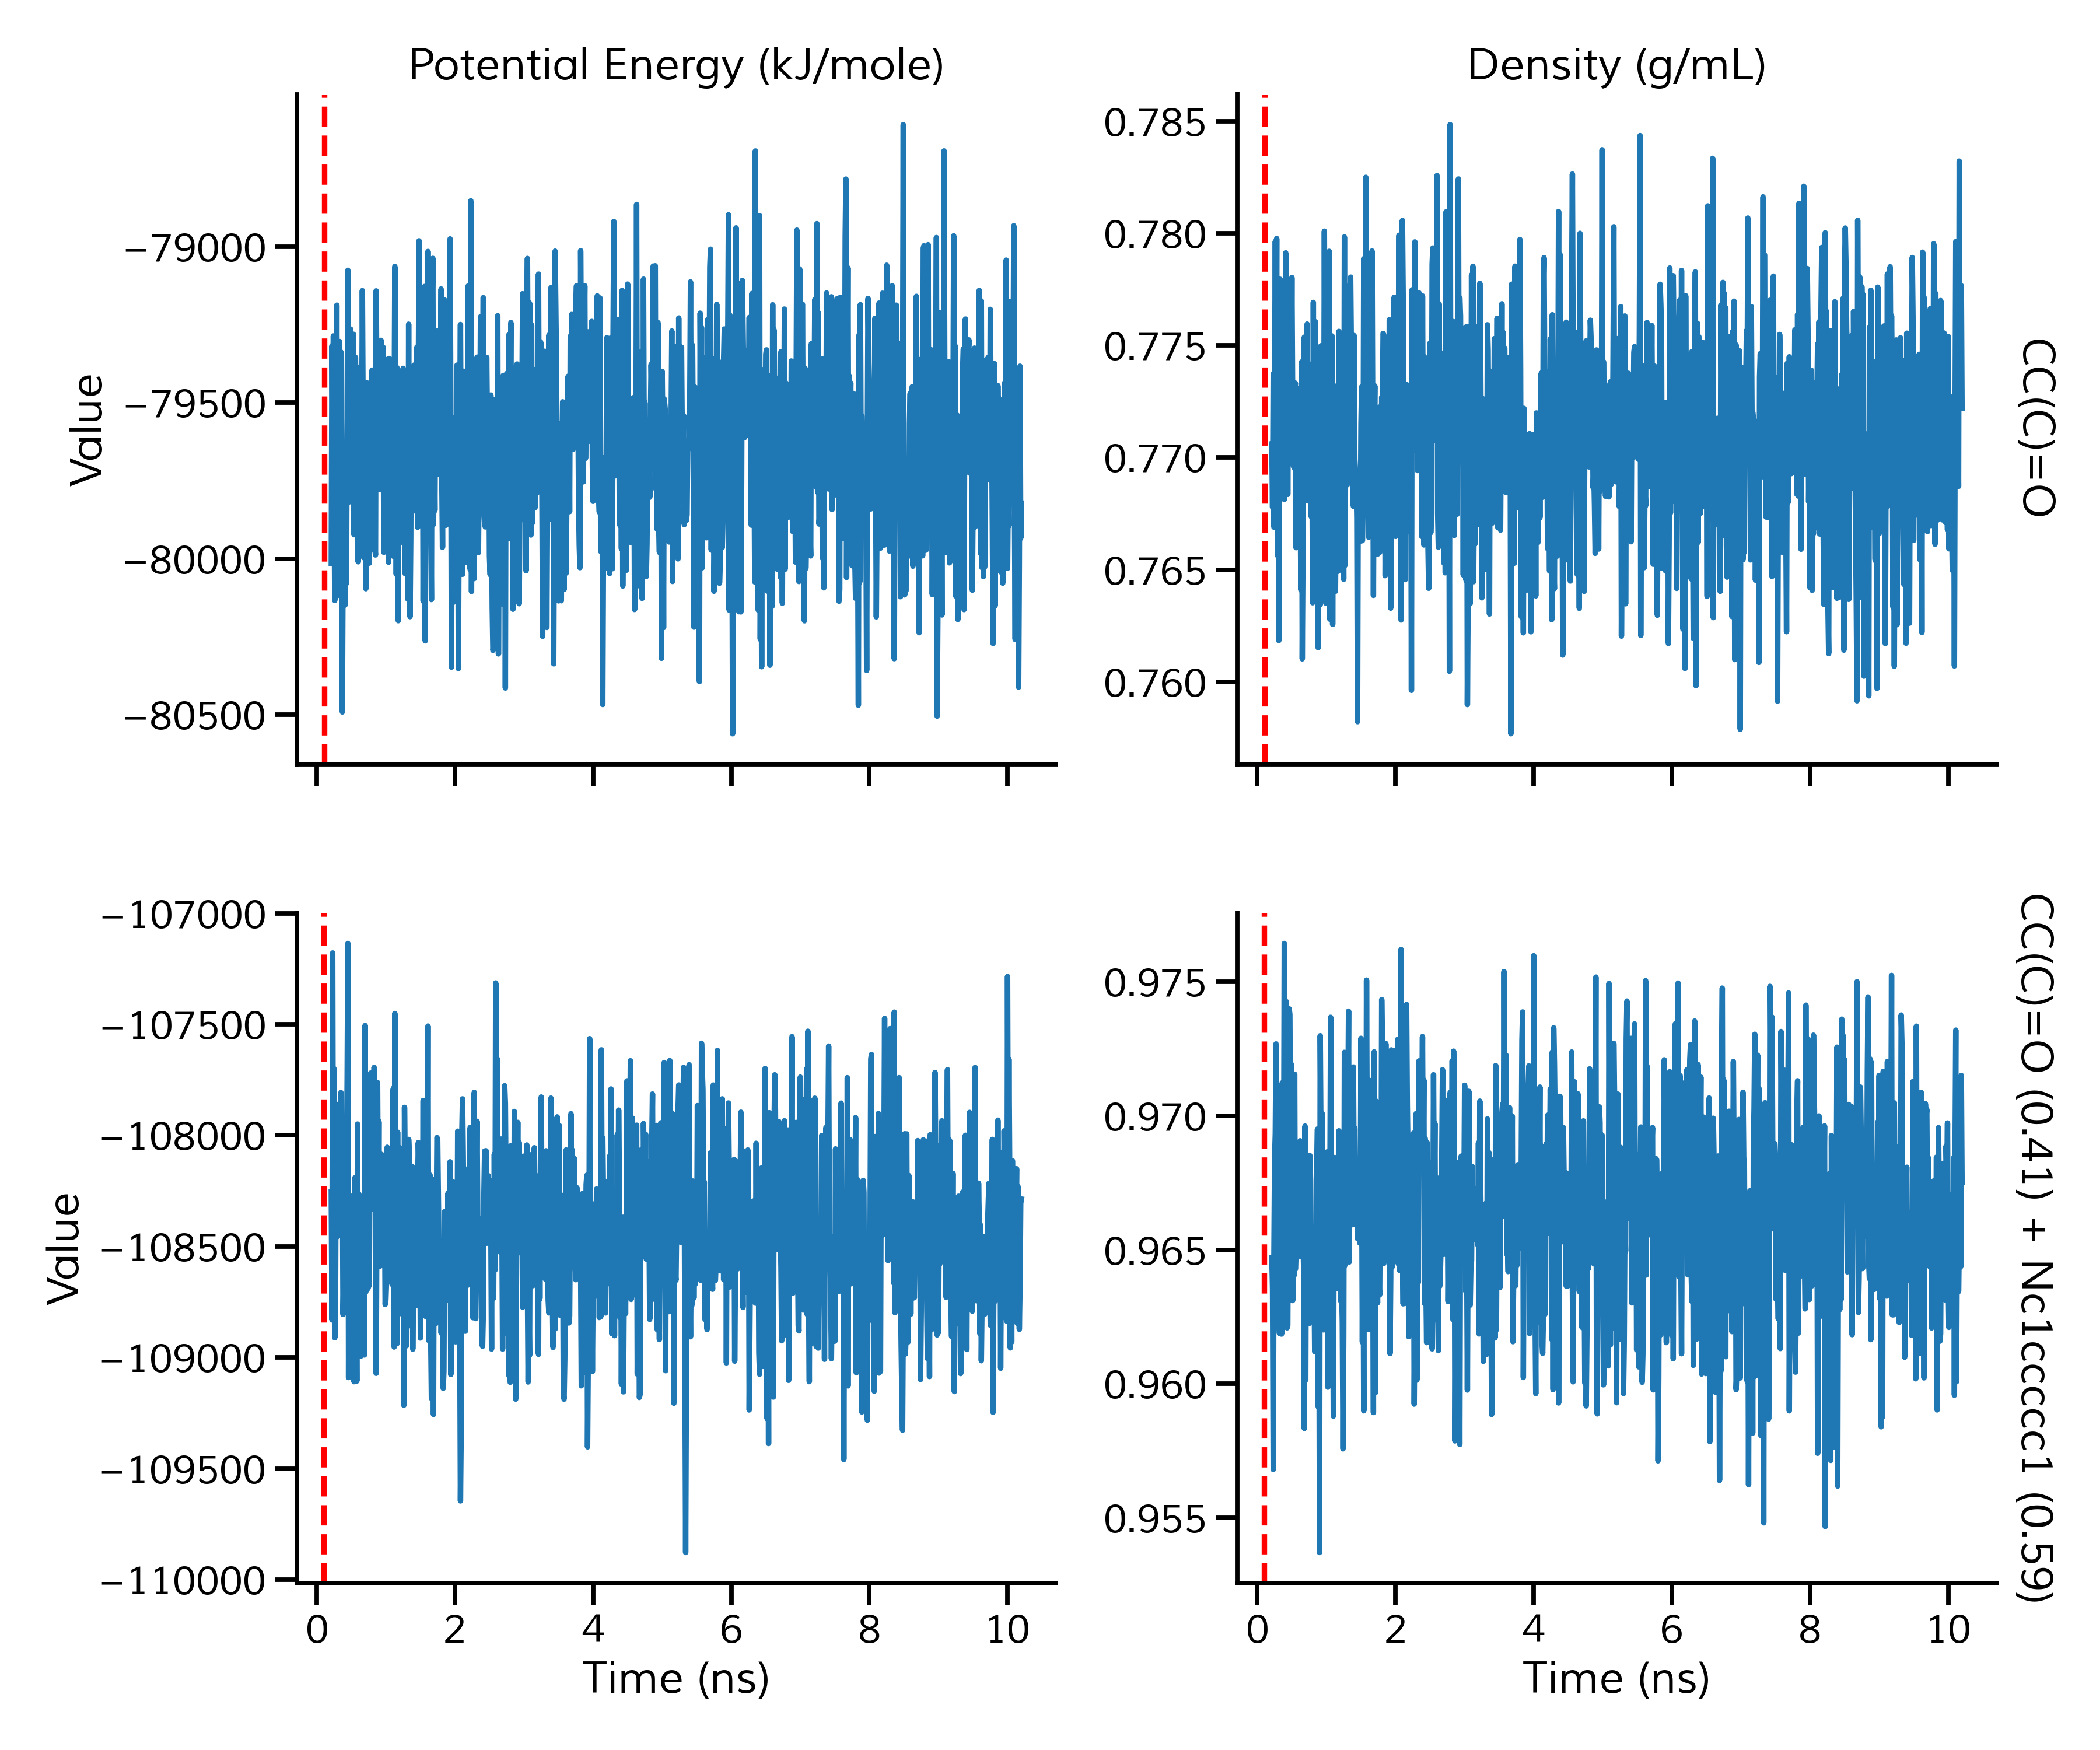 Potential Energy (kJ/mole)
Density (g/mL)
Value
−79000
−79500
−80000
−80500
0.785
0.780
0.775
0.770
0.765
0.760
CC(C)=O
Value
−107000
−107500
−108000
−108500
−109000
−109500
−110000
0 2 4 6 8 10
Time (ns)
0.975
0.970
0.965
0.960
0.955
0 2 4 6 8 10
Time (ns)
CC(C)=O (0.41) + Nc1ccccc1 (0.59)